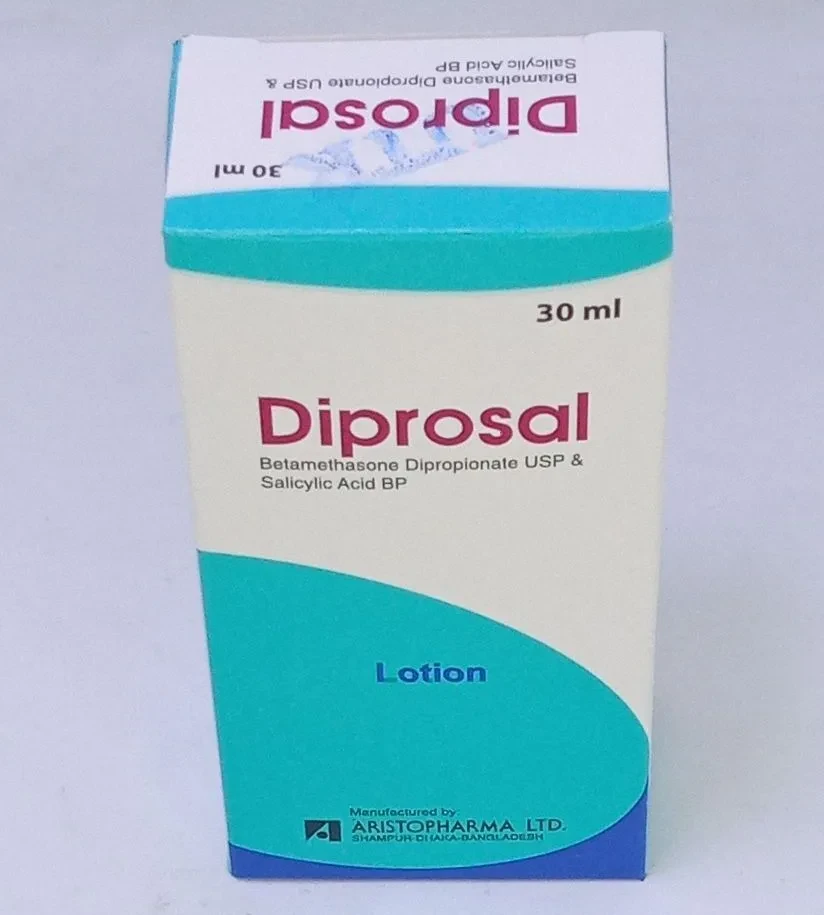 Diprosal
Betamethasone Dipropionate USP &
Salicylic Acid BP
30 ml
30 ml
Diprosal
Betamethasone Dipropionate USP &
Salicylic Acid BP
Lotion
Manufactured by:
ARISTOPHARMA LTD.
SHAMPUR-DHAKA-BANGLADESH